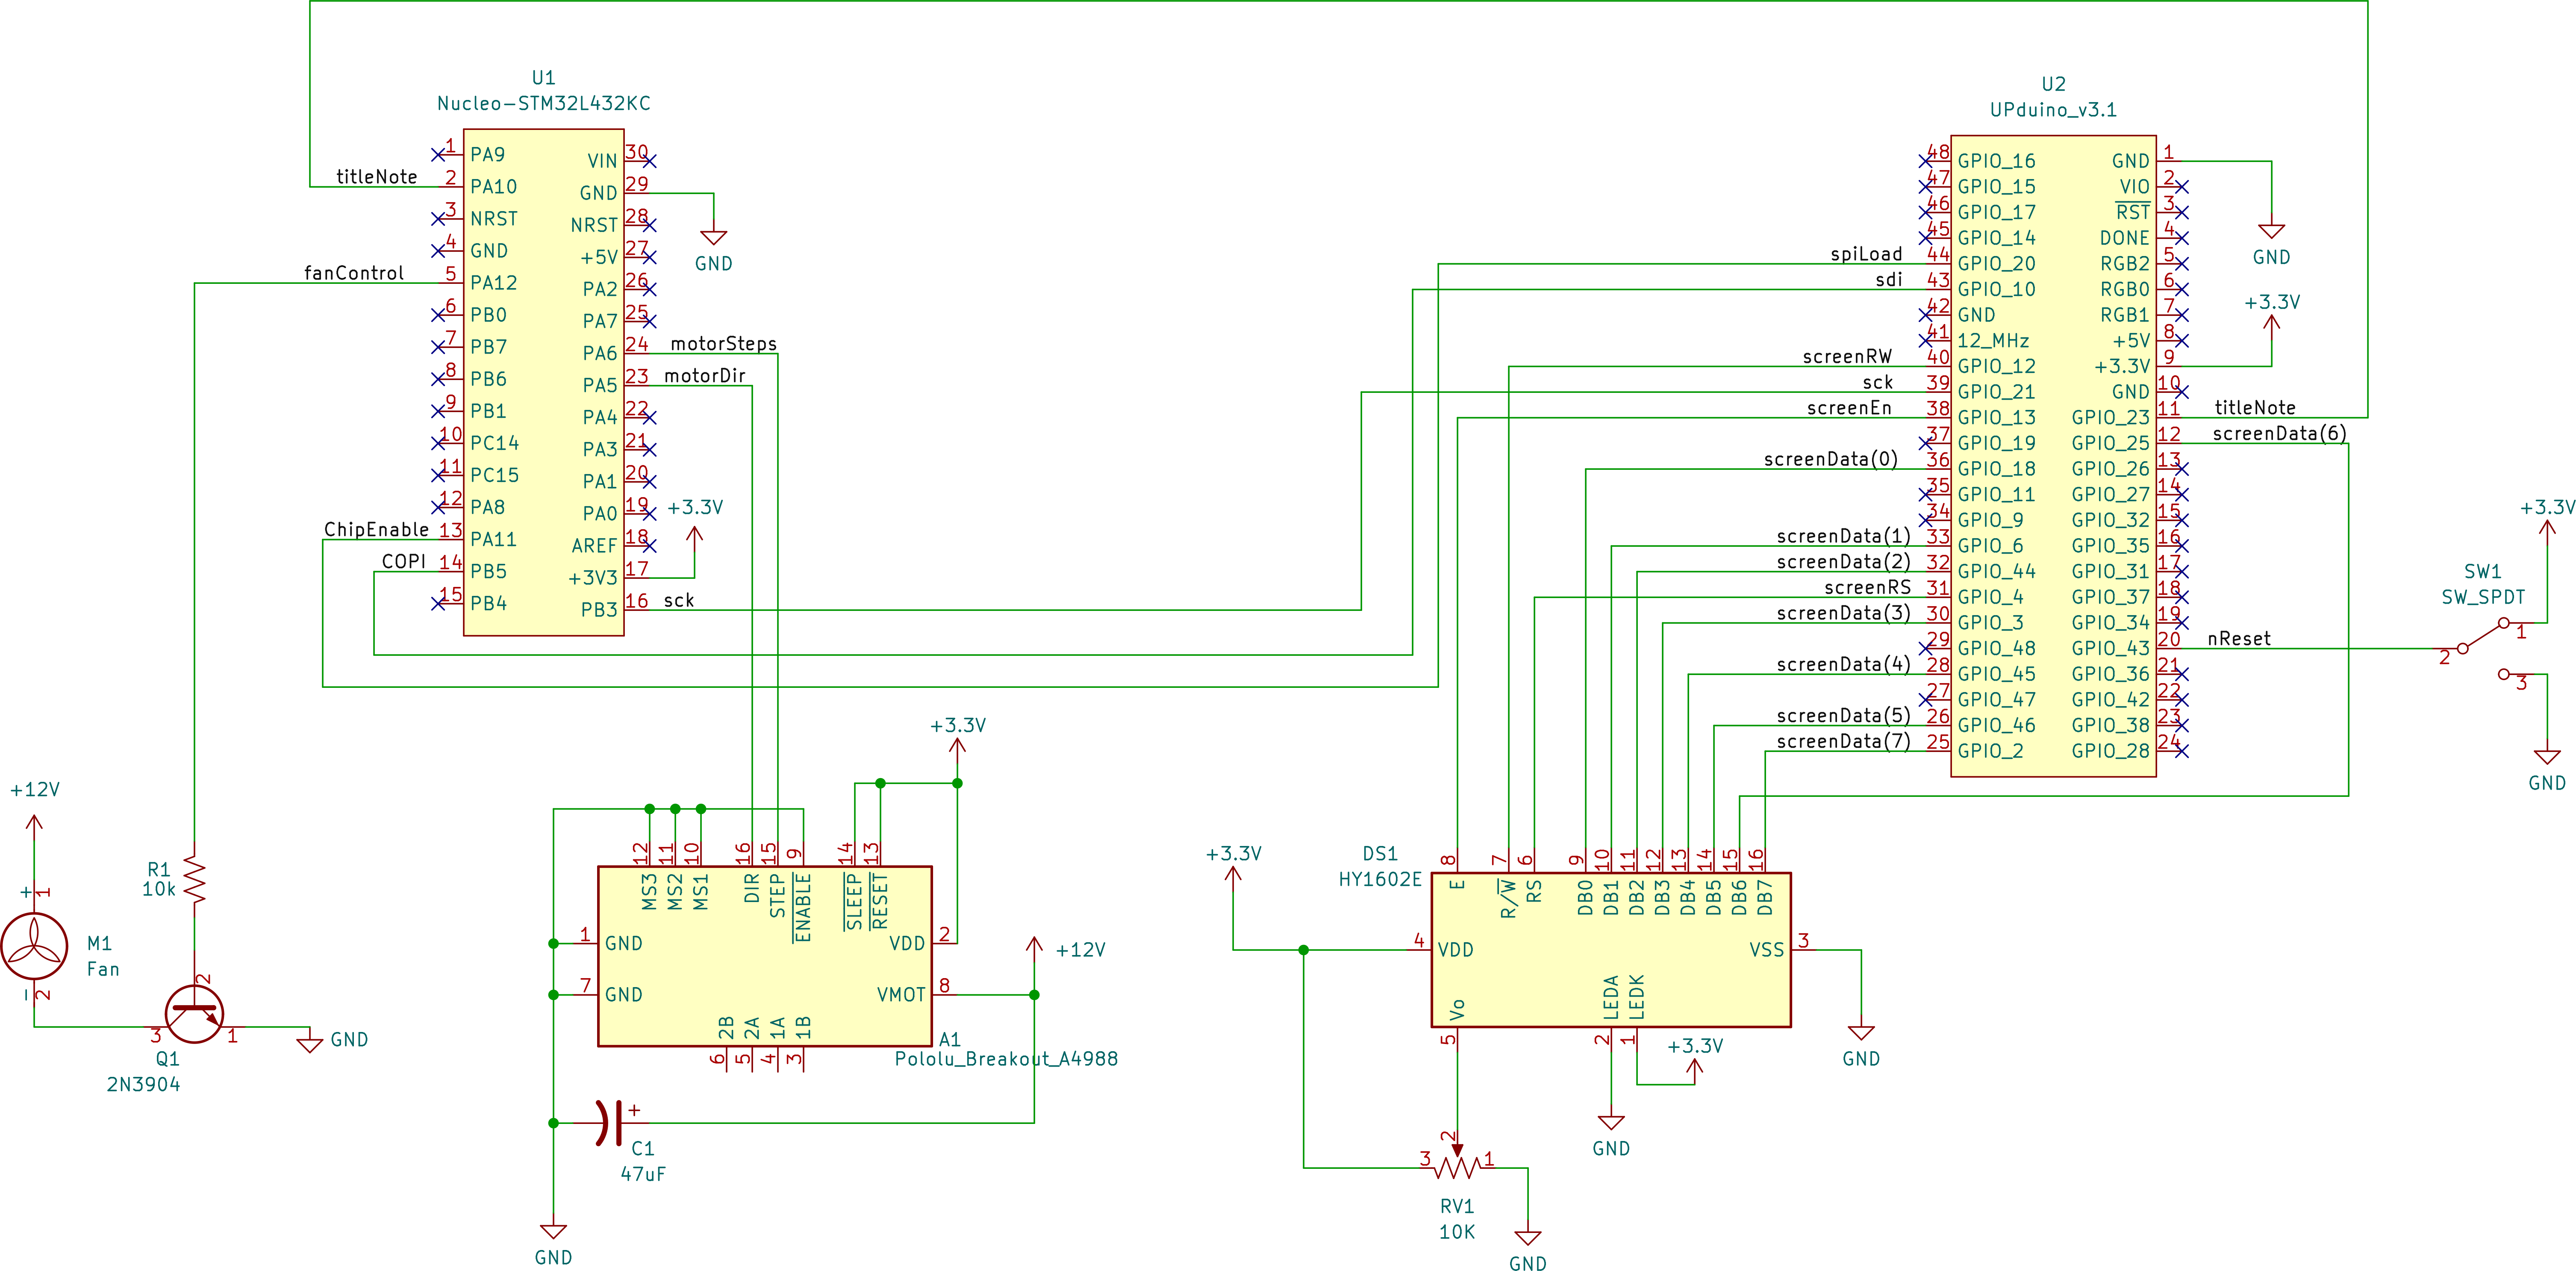 U1
Nucleo-STM32L432KC
1 PA9
2 PA10
3 NRST
4 GND
5 PA12
6 PB0
7 PB7
8 PB6
9 PB1
10 PC14
11 PC15
12 PA8
13 PA11
14 PB5
15 PB4
VIN 30
GND 29
NRST 28
+5V 27
PA2 26
PA7 25
PA6 24
PA5 23
PA4 22
PA3 21
PA1 20
PA0 19
AREF 18
+3V3 17
PB3 16
titleNote
fanControl
ChipEnable
COPI
GND
motorSteps
motorDir
+3.3V
sck
U2
UPduino_v3.1
48 GPIO_16
47 GPIO_15
46 GPIO_17
45 GPIO_14
44 GPIO_20
43 GPIO_10
42 GND
41 12_MHz
40 GPIO_12
39 GPIO_21
38 GPIO_13
37 GPIO_19
36 GPIO_18
35 GPIO_11
34 GPIO_9
33 GPIO_6
32 GPIO_44
31 GPIO_4
30 GPIO_3
29 GPIO_48
28 GPIO_45
27 GPIO_47
26 GPIO_46
25 GPIO_2
GND 1
VIO 2
RST 3
DONE 4
RGB2 5
RGB0 6
RGB1 7
+5V 8
+3.3V 9
GND 10
GPIO_23 11
GPIO_25 12
GPIO_26 13
GPIO_27 14
GPIO_32 15
GPIO_35 16
GPIO_31 17
GPIO_37 18
GPIO_34 19
GPIO_43 20
GPIO_36 21
GPIO_42 22
GPIO_38 23
GPIO_28 24
spiLoad
sdi
screenRW
sck
screenEn
screenData(0)
screenData(1)
screenData(2)
screenRS
screenData(3)
screenData(4)
screenData(5)
screenData(7)
GND
+3.3V
titleNote
screenData(6)
nReset
+3.3V
SW1
SW_SPDT
1
2
3
GND
+12V
+ 1
M1
Fan
- 2
R1
10k
2
3
1
Q1
2N3904
GND
+3.3V
12 11 10 16 15 9 14 13
MS3 MS2 MS1 DIR STEP ENABLE SLEEP RESET
1 GND
7 GND
VDD 2
VMOT 8
2B 2A 1A 1B
6 5 4 3
A1
Pololu_Breakout_A4988
+12V
+
C1
47uF
GND
+3.3V
DS1
HY1602E
8 7 6 9 10 11 12 13 14 15 16
E R/W RS DB0 DB1 DB2 DB3 DB4 DB5 DB6 DB7
4 VDD
VSS 3
Vo LEDA LEDK
5 2 1
+3.3V
GND
GND
2
3 1
RV1
10K
GND